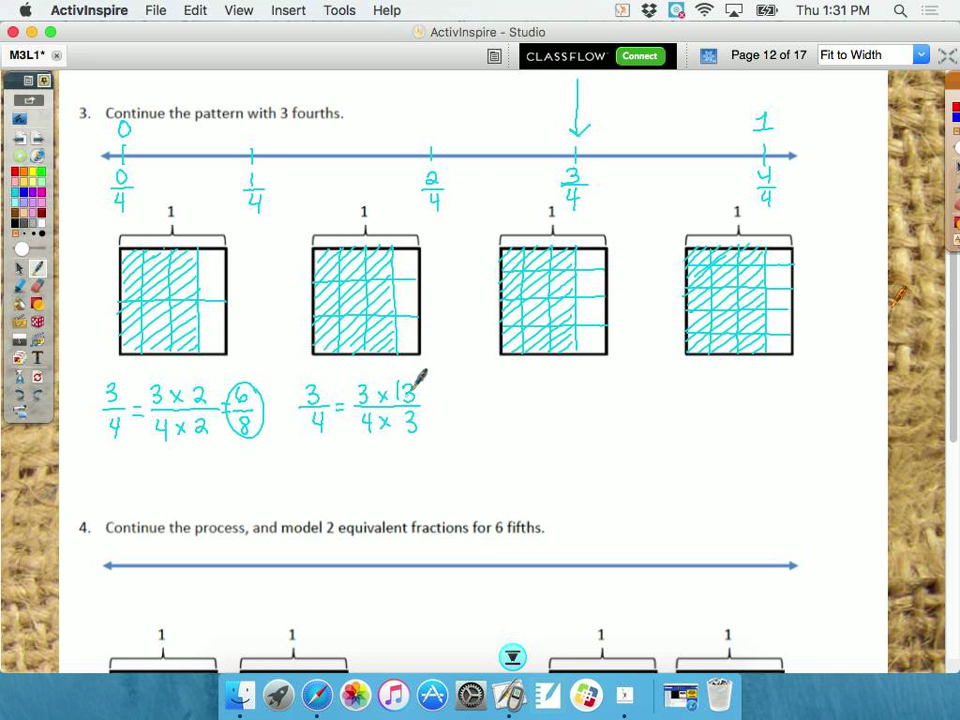 ActivInspire File Edit View Insert Tools Help Thu 1:31 PM
ActivInspire - Studio
M3L1* CLASSFLOW Connect Page 12 of 17 Fit to Width
3. Continue the pattern with 3 fourths.
0 1
0/4 1/4 2/4 3/4 4/4
1 1 1 1
3/4 = 3 x 2 / 4 x 2 = 6/8 3/4 = 3 x 13 / 4 x 3
4. Continue the process, and model 2 equivalent fractions for 6 fifths.
1 1 1 1